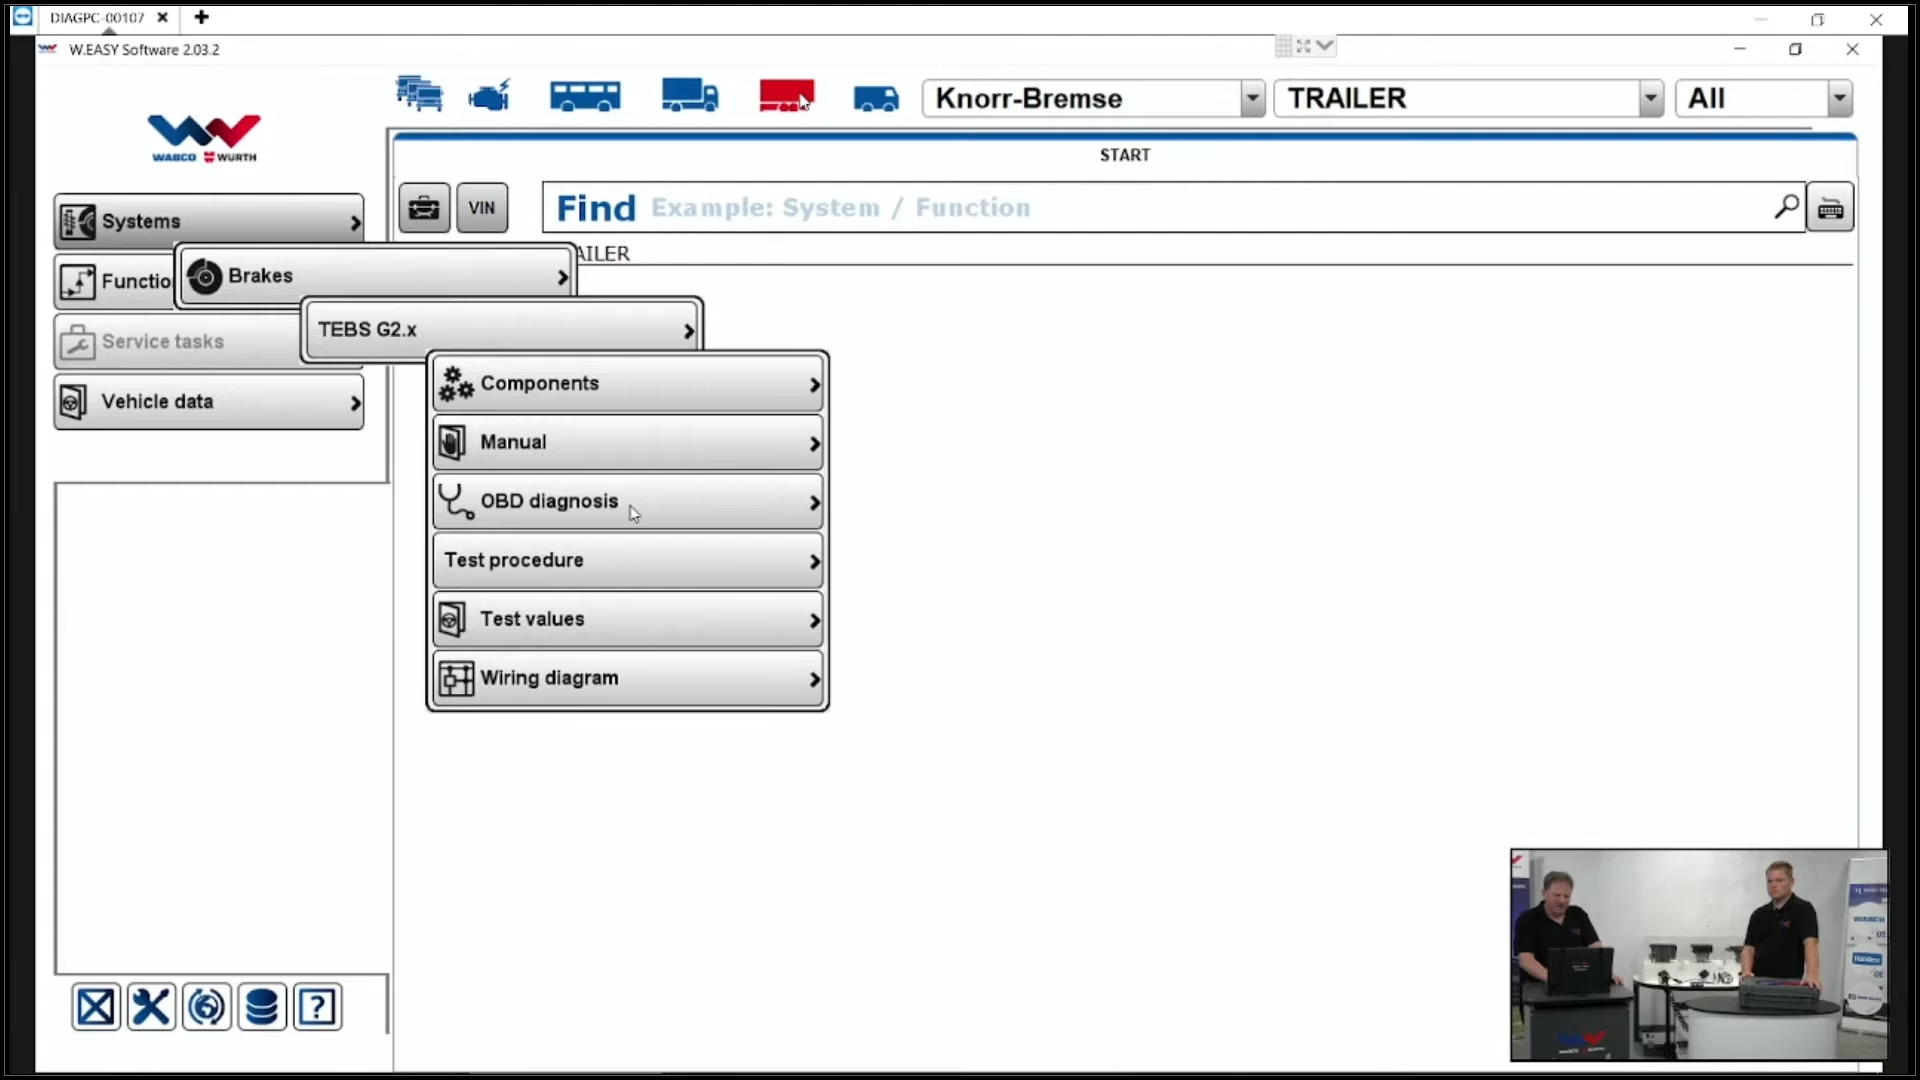 DIAGPC-00107
W.EASY Software 2.03.2
Knorr-Bremse
TRAILER
All
WABCO WURTH
START
VIN
Find Example: System / Function
AILER
Systems
Brakes
Functio
TEBS G2.x
Service tasks
Components
Vehicle data
Manual
OBD diagnosis
Test procedure
Test values
Wiring diagram
?
WABCO